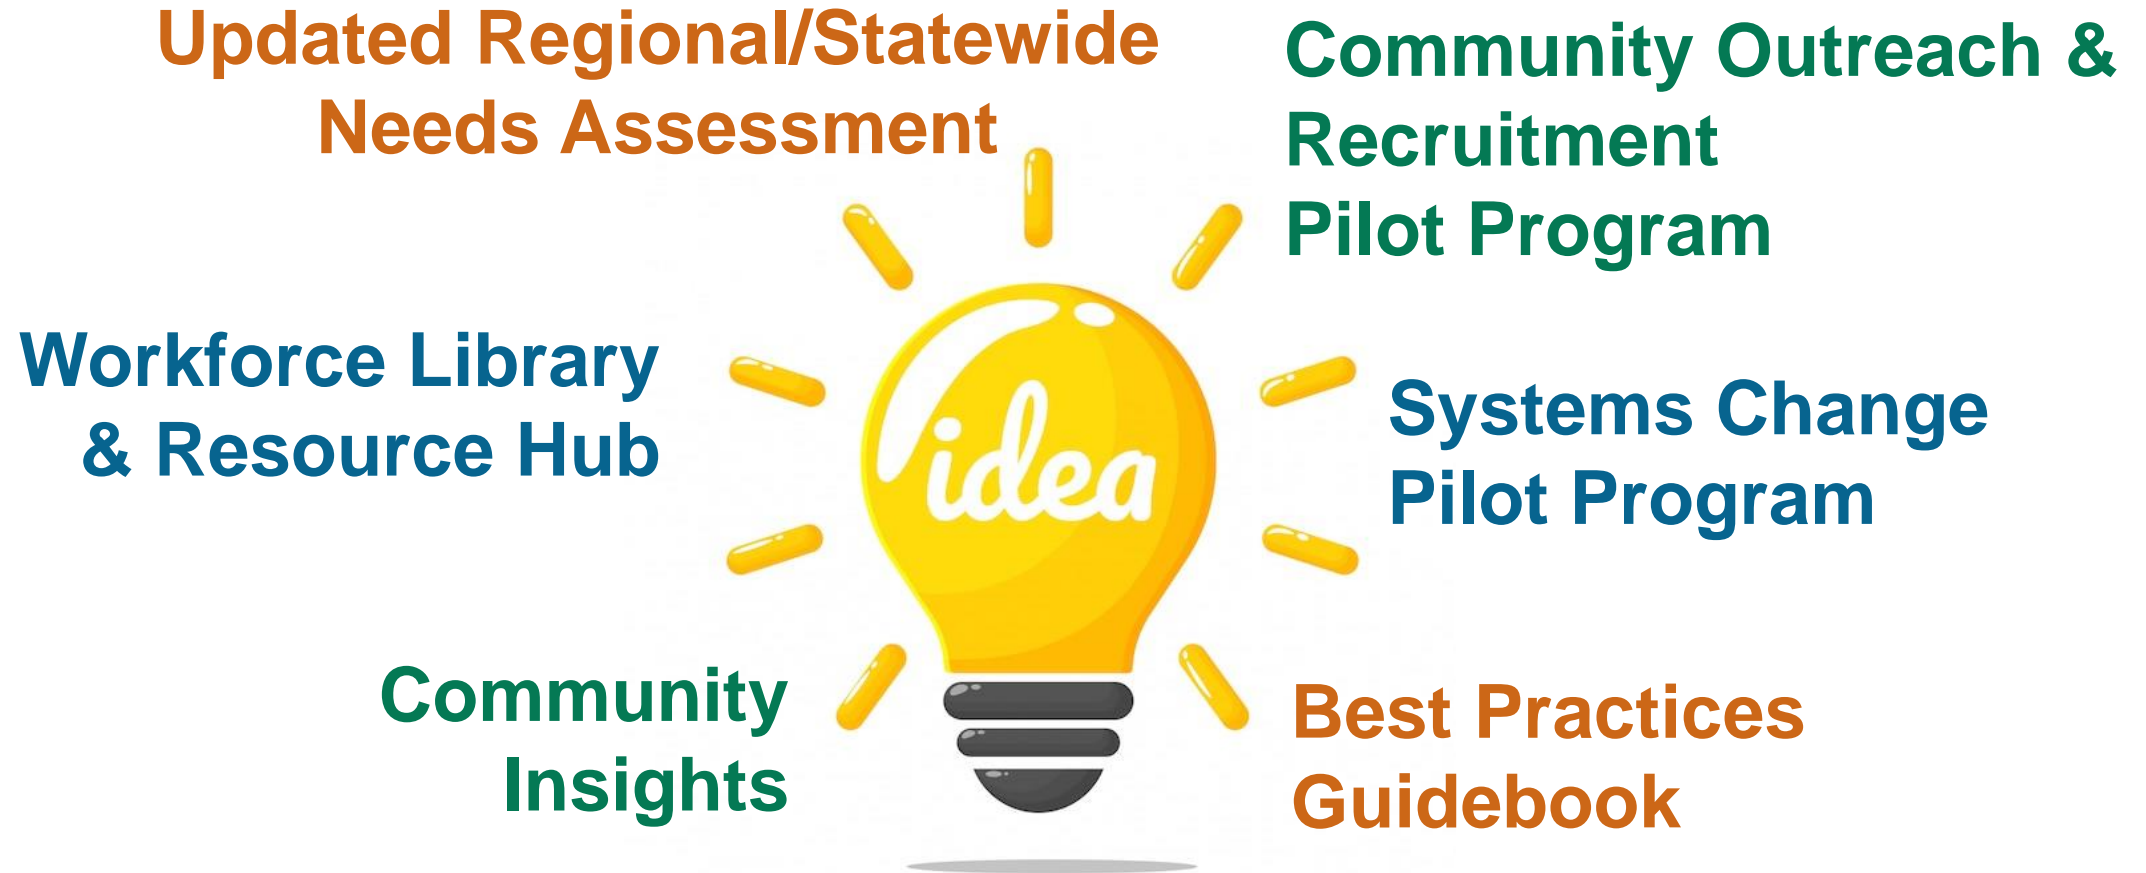 Updated Regional/Statewide
Needs Assessment
Community Outreach &
Recruitment
Pilot Program
Workforce Library
& Resource Hub
idea
Systems Change
Pilot Program
Community
Insights
Best Practices
Guidebook